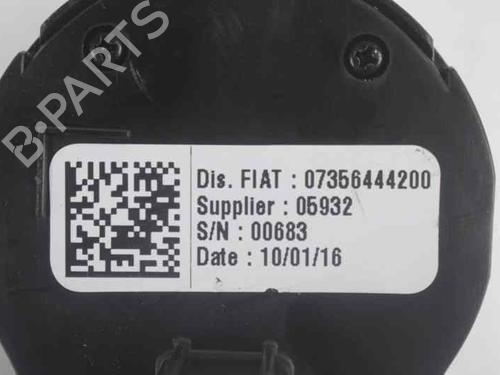 B-PARTS
Dis. FIAT : 07356444200
Supplier : 05932
S/N : 00683
Date : 10/01/16